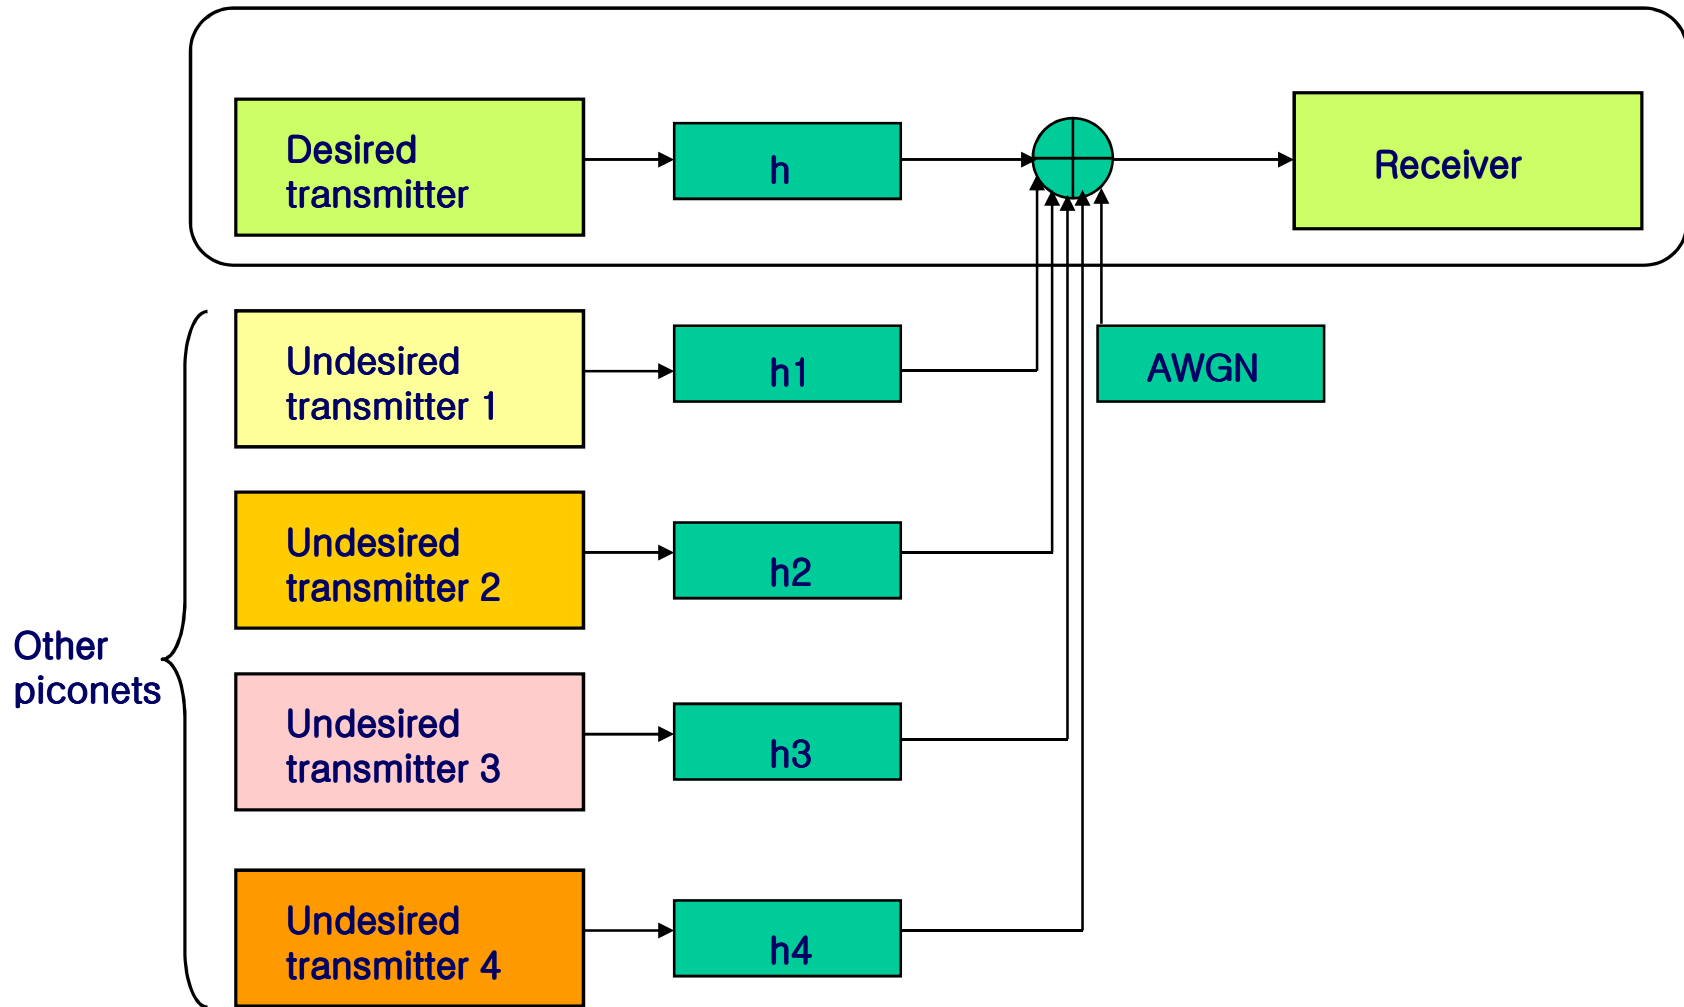 Desired
transmitter
h
Receiver
Undesired
transmitter 1
h1
AWGN
Undesired
transmitter 2
h2
Other
piconets
Undesired
transmitter 3
h3
Undesired
transmitter 4
h4